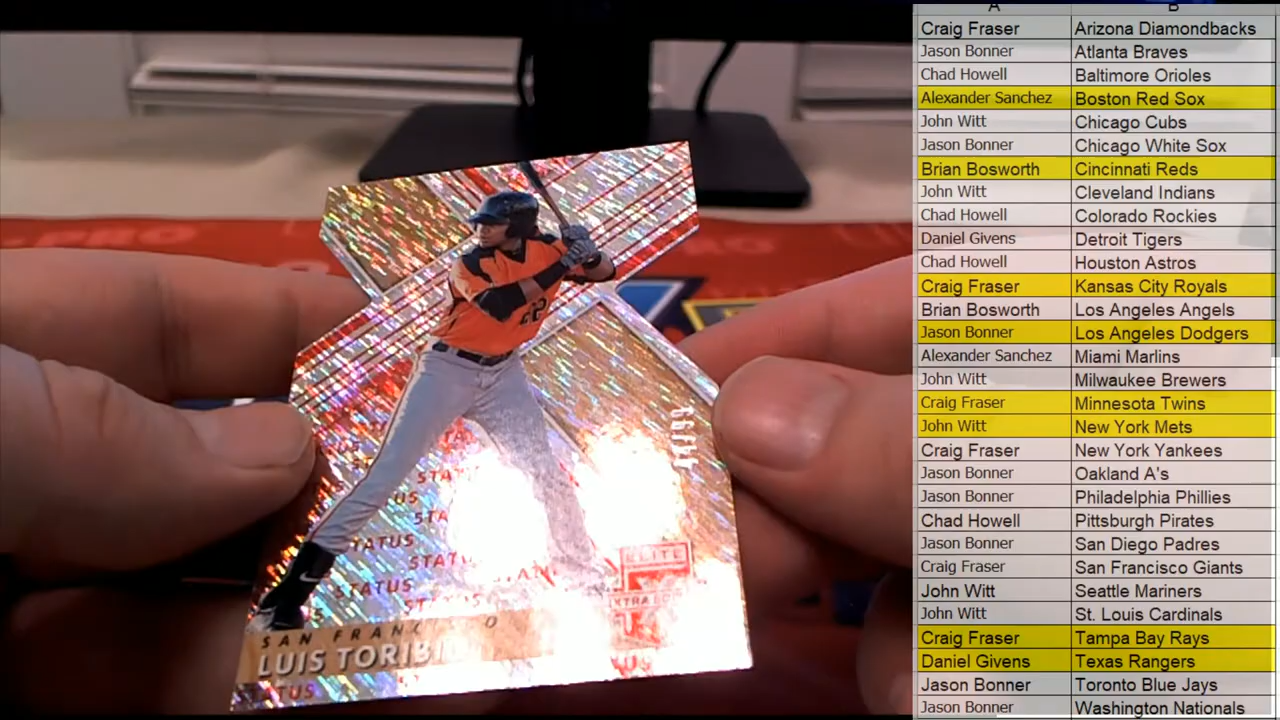 A B
Craig Fraser Arizona Diamondbacks
Jason Bonner Atlanta Braves
Chad Howell Baltimore Orioles
Alexander Sanchez Boston Red Sox
John Witt Chicago Cubs
Jason Bonner Chicago White Sox
Brian Bosworth Cincinnati Reds
John Witt Cleveland Indians
Chad Howell Colorado Rockies
Daniel Givens Detroit Tigers
Chad Howell Houston Astros
Craig Fraser Kansas City Royals
Brian Bosworth Los Angeles Angels
Jason Bonner Los Angeles Dodgers
Alexander Sanchez Miami Marlins
John Witt Milwaukee Brewers
Craig Fraser Minnesota Twins
John Witt New York Mets
Craig Fraser New York Yankees
Jason Bonner Oakland A's
Jason Bonner Philadelphia Phillies
Chad Howell Pittsburgh Pirates
Jason Bonner San Diego Padres
Craig Fraser San Francisco Giants
John Witt Seattle Mariners
John Witt St. Louis Cardinals
Craig Fraser Tampa Bay Rays
Daniel Givens Texas Rangers
Jason Bonner Toronto Blue Jays
Jason Bonner Washington Nationals
22
STATUS
STATUS
STATUS
ELITE
SAN FRANCISCO
LUIS